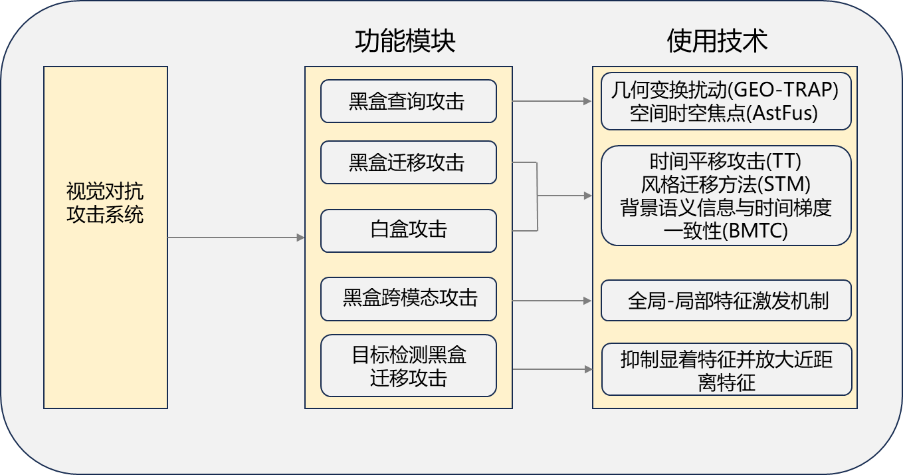 功能模块
使用技术
视觉对抗
攻击系统
黑盒查询攻击
黑盒迁移攻击
白盒攻击
黑盒跨模态攻击
目标检测黑盒
迁移攻击
几何变换扰动(GEO-TRAP)
空间时空焦点(AstFus)
时间平移攻击(TT)
风格迁移方法(STM)
背景语义信息与时间梯度
一致性(BMTC)
全局-局部特征激发机制
抑制显着特征并放大近距
离特征